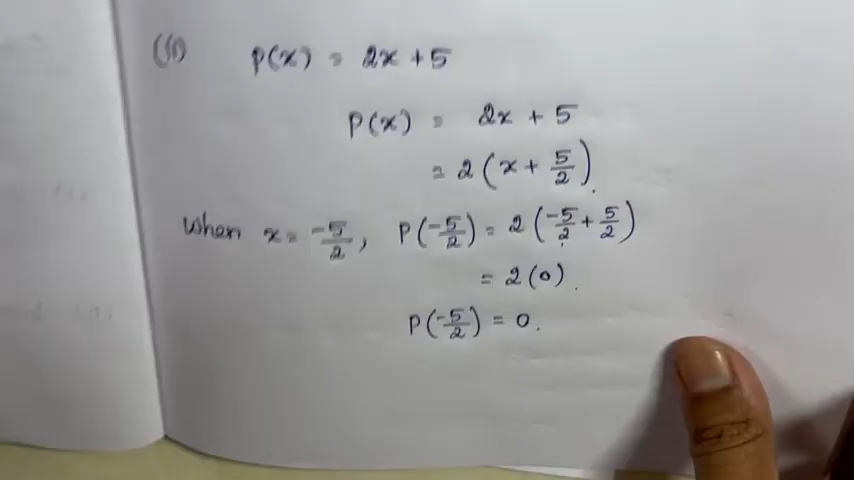 (ii) P(x) = 2x + 5
P(x) = 2x + 5
= 2(x + 5/2).
When x = -5/2, P(-5/2) = 2(-5/2 + 5/2)
= 2(0).
P(-5/2) = 0.